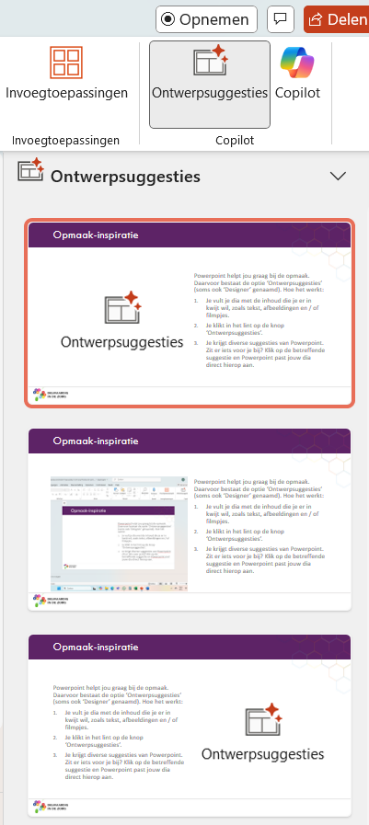 Opnemen
Delen
Invoegtoepassingen
Ontwerpsuggesties
Copilot
Invoegtoepassingen
Copilot
Ontwerpsuggesties
Opmaak-inspiratie
Ontwerpsuggesties
Powerpoint helpt jou graag bij de opmaak.
Daarvoor bestaat de optie 'Ontwerpsuggesties'
(soms ook 'Designer' genaamd). Hoe het werkt:
1. Je vult je dia met de inhoud die je er in
kwijt wil, zoals tekst, afbeeldingen en / of
filmpjes.
2. Je klikt in het lint op de knop
'Ontwerpsuggesties'.
3. Je krijgt diverse suggesties van Powerpoint.
Zit er iets voor je bij? Klik op de betreffende
suggestie en Powerpoint past jouw dia
direct hierop aan.
Opmaak-inspiratie
Opmaak-inspiratie
Powerpoint helpt jou graag bij de opmaak.
Daarvoor bestaat de optie 'Ontwerpsuggesties'
(soms ook 'Designer' genaamd). Hoe het werkt:
1. Je vult je dia met de inhoud die je er in
kwijt wil, zoals tekst, afbeeldingen en / of
filmpjes.
2. Je klikt in het lint op de knop
'Ontwerpsuggesties'.
3. Je krijgt diverse suggesties van Powerpoint.
Zit er iets voor je bij? Klik op de betreffende
suggestie en Powerpoint past jouw dia
direct hierop aan.
Opmaak-inspiratie
Powerpoint helpt jou graag bij de opmaak.
Daarvoor bestaat de optie 'Ontwerpsuggesties'
(soms ook 'Designer' genaamd). Hoe het werkt:
1. Je vult je dia met de inhoud die je er in
kwijt wil, zoals tekst, afbeeldingen en / of
filmpjes.
2. Je klikt in het lint op de knop
'Ontwerpsuggesties'.
3. Je krijgt diverse suggesties van Powerpoint.
Zit er iets voor je bij? Klik op de betreffende
suggestie en Powerpoint past jouw dia
direct hierop aan.
Ontwerpsuggesties